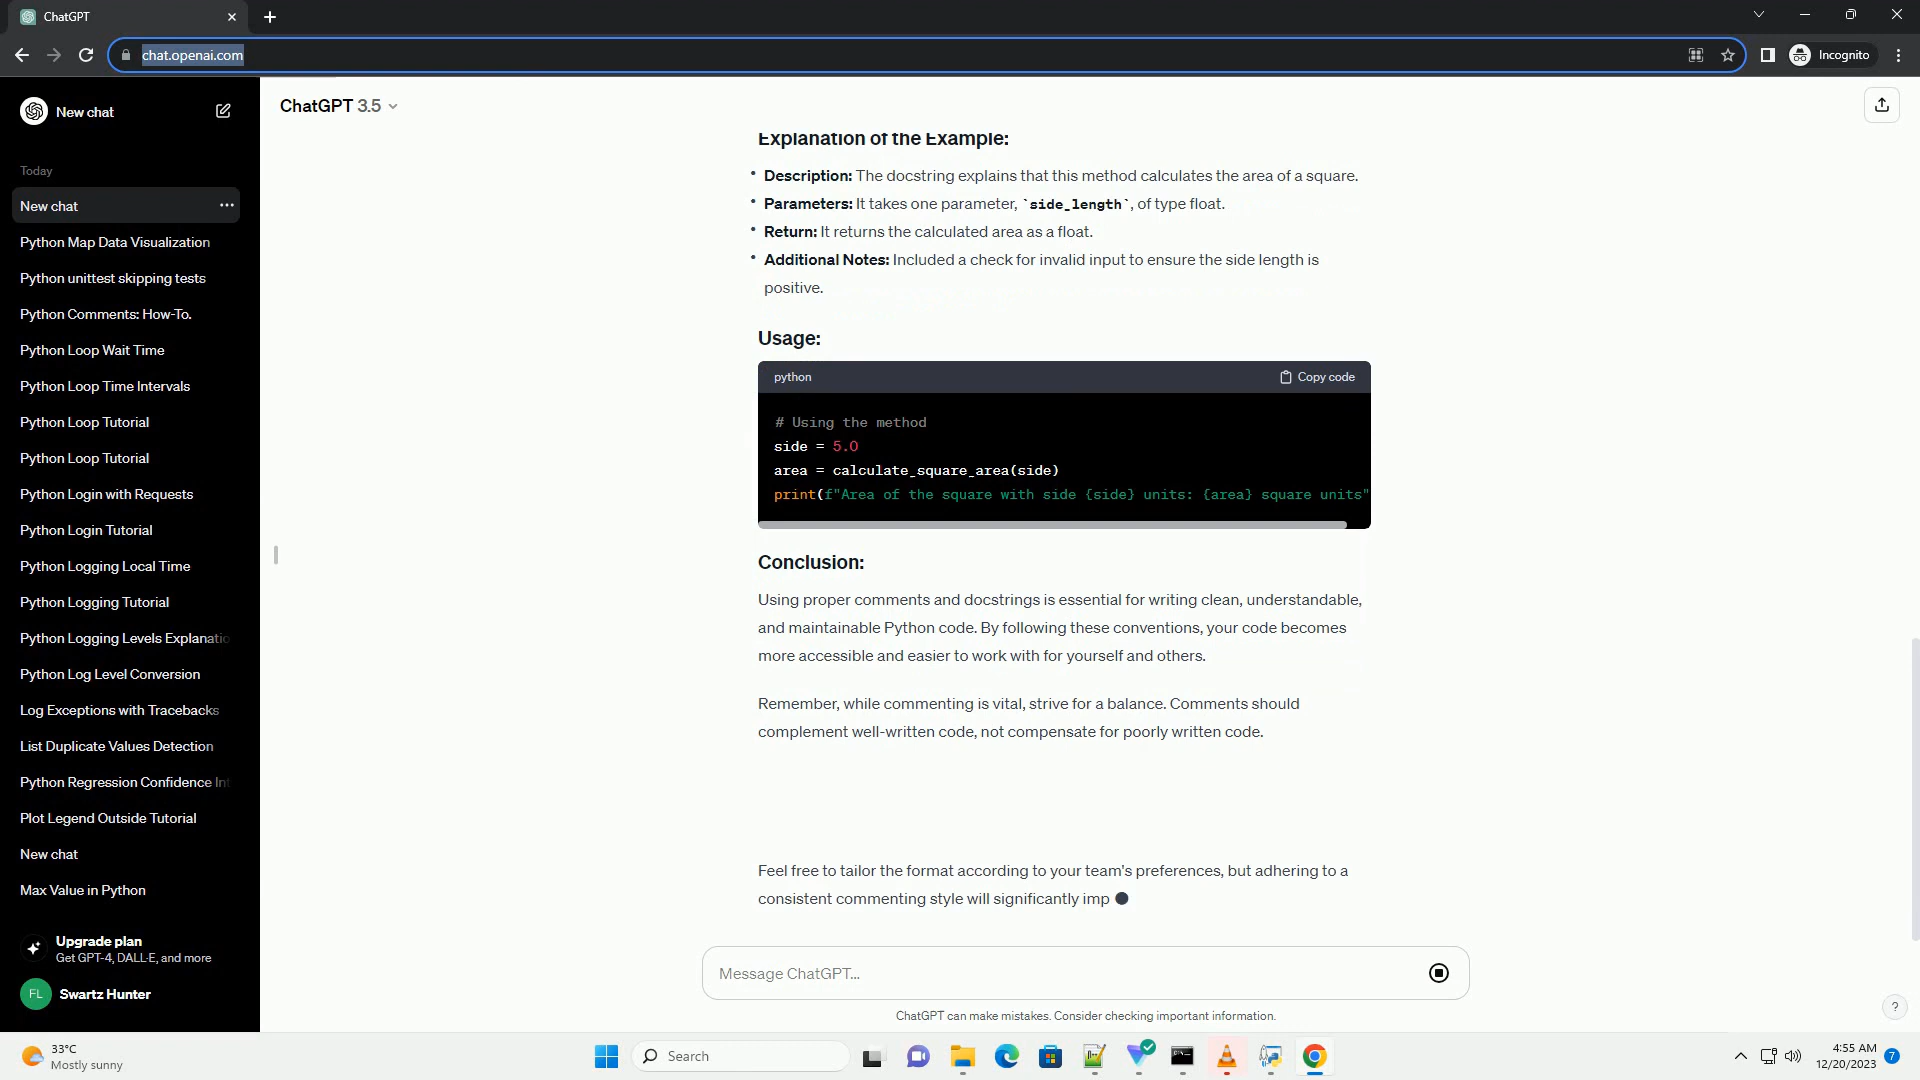 ChatGPT
chat.openai.com
Incognito
New chat
Today
New chat
Python Map Data Visualization
Python unittest skipping tests
Python Comments: How-To.
Python Loop Wait Time
Python Loop Time Intervals
Python Loop Tutorial
Python Loop Tutorial
Python Login with Requests
Python Login Tutorial
Python Logging Local Time
Python Logging Tutorial
Python Logging Levels Explanatio
Python Log Level Conversion
Log Exceptions with Tracebacks
List Duplicate Values Detection
Python Regression Confidence Int
Plot Legend Outside Tutorial
New chat
Max Value in Python
Upgrade plan
Get GPT-4, DALL·E, and more
FL
Swartz Hunter
ChatGPT 3.5
Explanation of the Example:
• Description: The docstring explains that this method calculates the area of a square.
• Parameters: It takes one parameter, `side_length`, of type float.
• Return: It returns the calculated area as a float.
• Additional Notes: Included a check for invalid input to ensure the side length is
positive.
Usage:
python
Copy code
# Using the method
side = 5.0
area = calculate_square_area(side)
print(f"Area of the square with side {side} units: {area} square units"
Conclusion:
Using proper comments and docstrings is essential for writing clean, understandable,
and maintainable Python code. By following these conventions, your code becomes
more accessible and easier to work with for yourself and others.
Remember, while commenting is vital, strive for a balance. Comments should
complement well-written code, not compensate for poorly written code.
Feel free to tailor the format according to your team's preferences, but adhering to a
consistent commenting style will significantly imp
Message ChatGPT...
ChatGPT can make mistakes. Consider checking important information.
?
33°C
Mostly sunny
Search
4:55 AM
12/20/2023
7